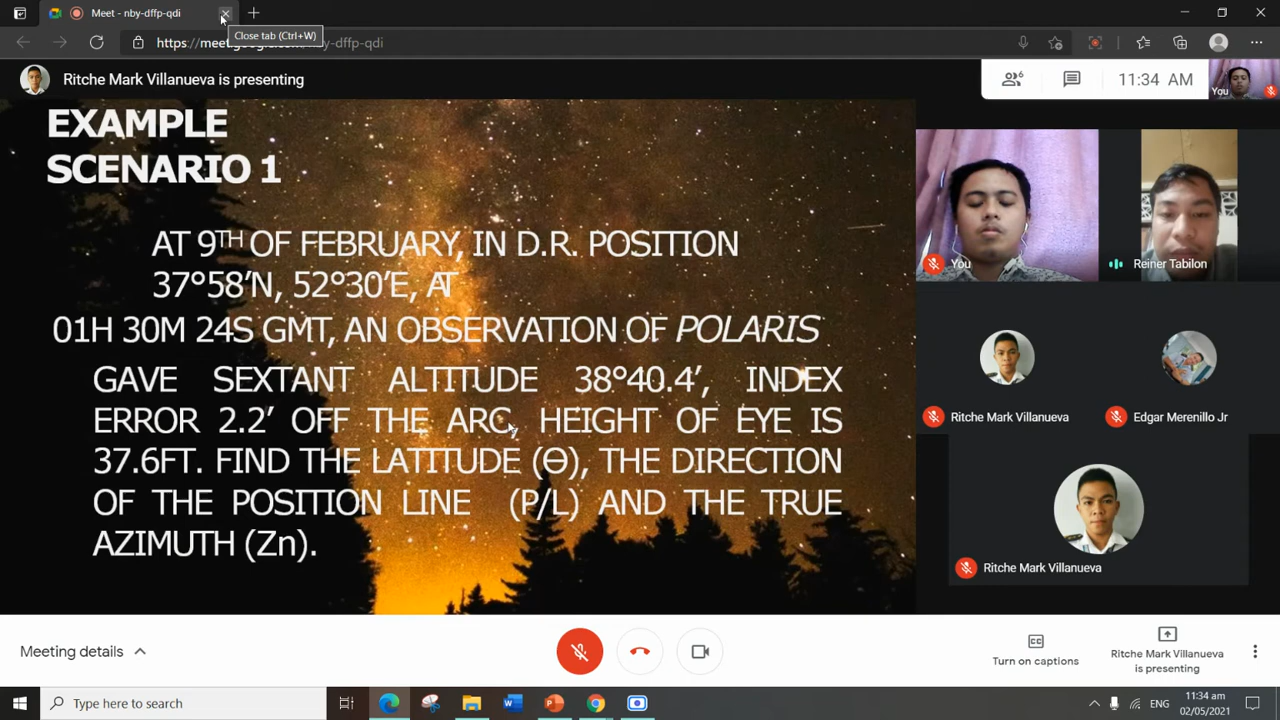 Meet - nby-dffp-qdi
Close tab (Ctrl+W)
https://meet.google.com/nby-dffp-qdi
Ritche Mark Villanueva is presenting
6
11:34 AM
You
EXAMPLE
SCENARIO 1
AT 9TH OF FEBRUARY, IN D.R. POSITION
37°58'N, 52°30'E, AT
01H 30M 24S GMT, AN OBSERVATION OF POLARIS
GAVE SEXTANT ALTITUDE 38°40.4', INDEX
ERROR 2.2' OFF THE ARC, HEIGHT OF EYE IS
37.6FT. FIND THE LATITUDE (Ɵ), THE DIRECTION
OF THE POSITION LINE (P/L) AND THE TRUE
AZIMUTH (Zn).
You
Reiner Tabilon
Ritche Mark Villanueva
Edgar Merenillo Jr
Ritche Mark Villanueva
Meeting details
Turn on captions
Ritche Mark Villanueva
is presenting
Type here to search
ENG
11:34 am
02/05/2021